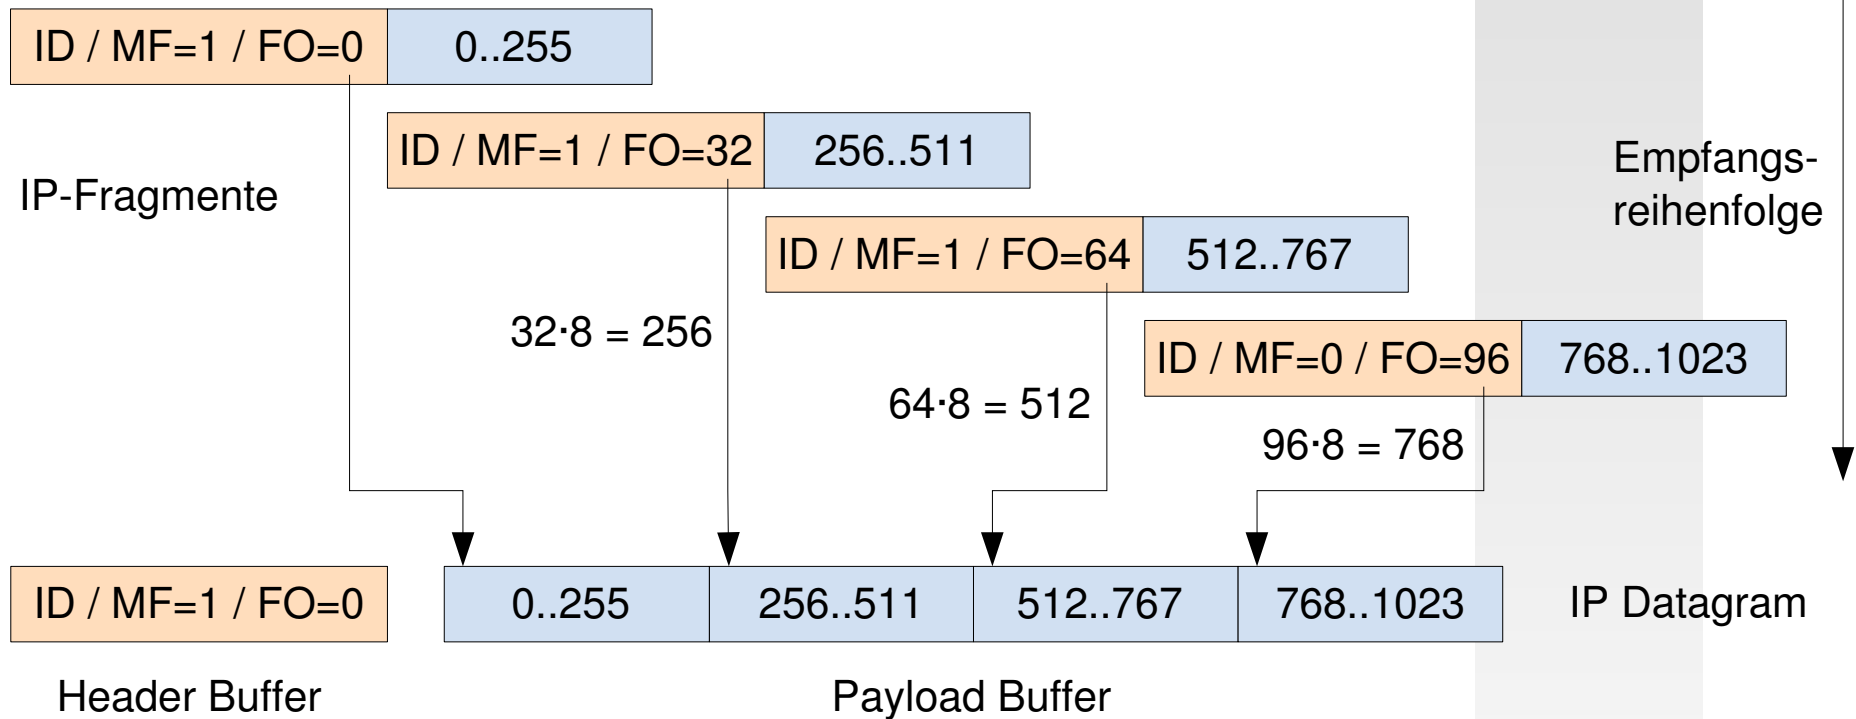 ID / MF=1 / FO=0 0..255
ID / MF=1 / FO=32 256..511
IP-Fragmente
Empfangs-
reihenfolge
ID / MF=1 / FO=64 512..767
32·8 = 256
ID / MF=0 / FO=96 768..1023
64·8 = 512
96·8 = 768
ID / MF=1 / FO=0 0..255 256..511 512..767 768..1023 IP Datagram
Header Buffer Payload Buffer